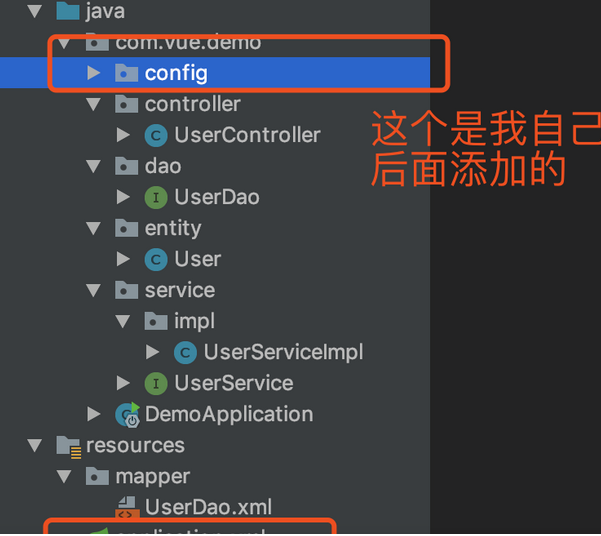 java
com.vue.demo
config
controller
UserController
这个是我自己
后面添加的
dao
UserDao
entity
User
service
impl
UserServiceImpl
UserService
DemoApplication
resources
mapper
UserDao.xml